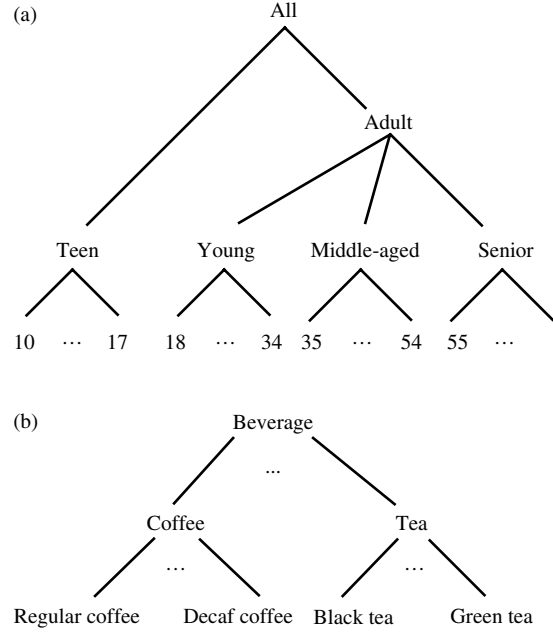 (a) All
Adult
Teen Young Middle-aged Senior
10 ... 17 18 ... 34 35 ... 54 55 ...
(b) Beverage
...
Coffee Tea
... ...
Regular coffee Decaf coffee Black tea Green tea